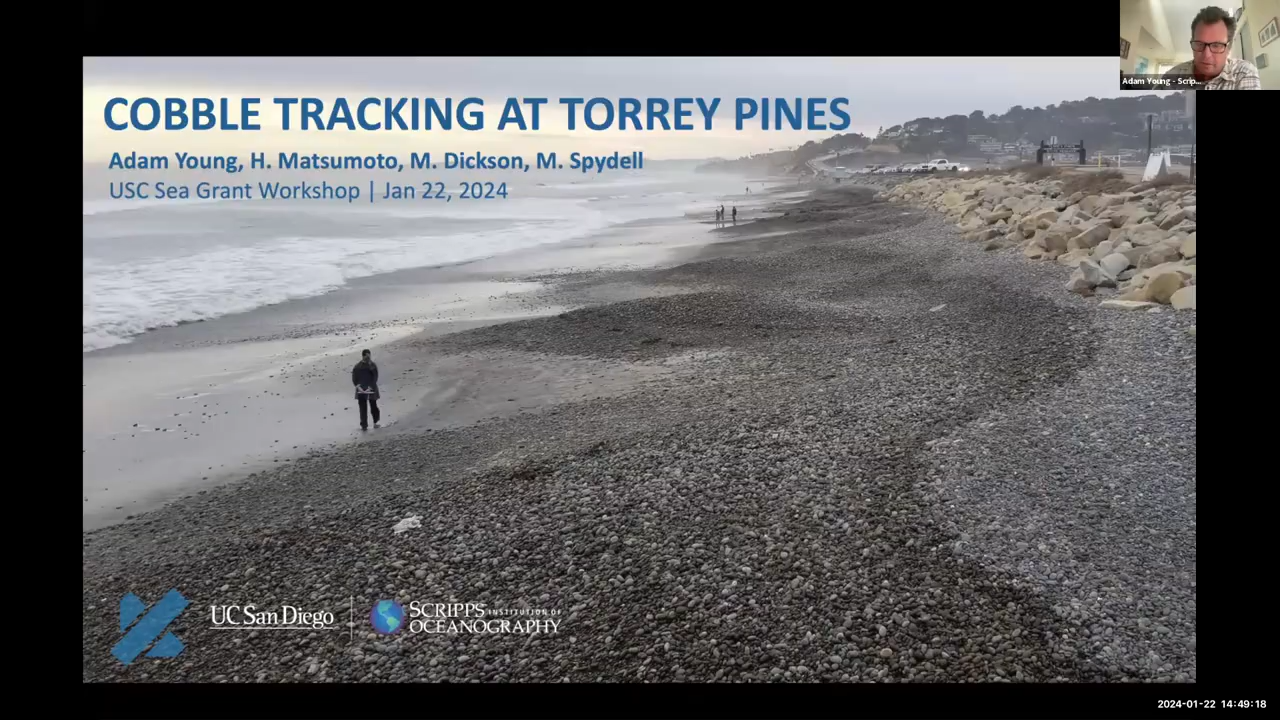 COBBLE TRACKING AT TORREY PINES
Adam Young, H. Matsumoto, M. Dickson, M. Spydell
USC Sea Grant Workshop | Jan 22, 2024
Adam Young - Scrip...
UC San Diego
SCRIPPS INSTITUTION OF
OCEANOGRAPHY
2024-01-22 14:49:18